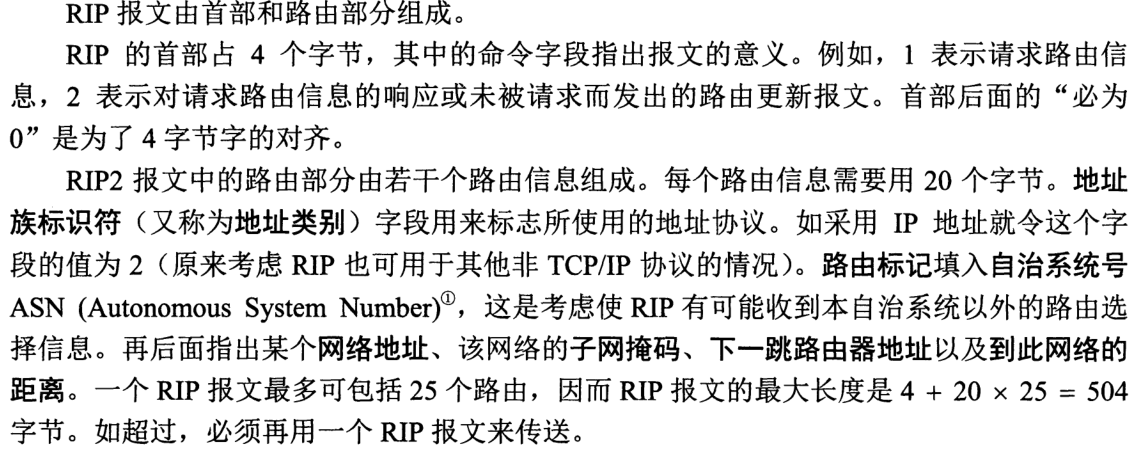 RIP 报文由首部和路由部分组成。
RIP 的首部占 4 个字节，其中的命令字段指出报文的意义。例如，1 表示请求路由信
息，2 表示对请求路由信息的响应或未被请求而发出的路由更新报文。首部后面的“必为
0”是为了 4 字节字的对齐。
RIP2 报文中的路由部分由若干个路由信息组成。每个路由信息需要用 20 个字节。地址
族标识符（又称为地址类别）字段用来标志所使用的地址协议。如采用 IP 地址就令这个字
段的值为 2（原来考虑 RIP 也可用于其他非 TCP/IP 协议的情况）。路由标记填入自治系统号
ASN (Autonomous System Number)①，这是考虑使 RIP 有可能收到本自治系统以外的路由选
择信息。再后面指出某个网络地址、该网络的子网掩码、下一跳路由器地址以及到此网络的
距离。一个 RIP 报文最多可包括 25 个路由，因而 RIP 报文的最大长度是 4 + 20 × 25 = 504
字节。如超过，必须再用一个 RIP 报文来传送。